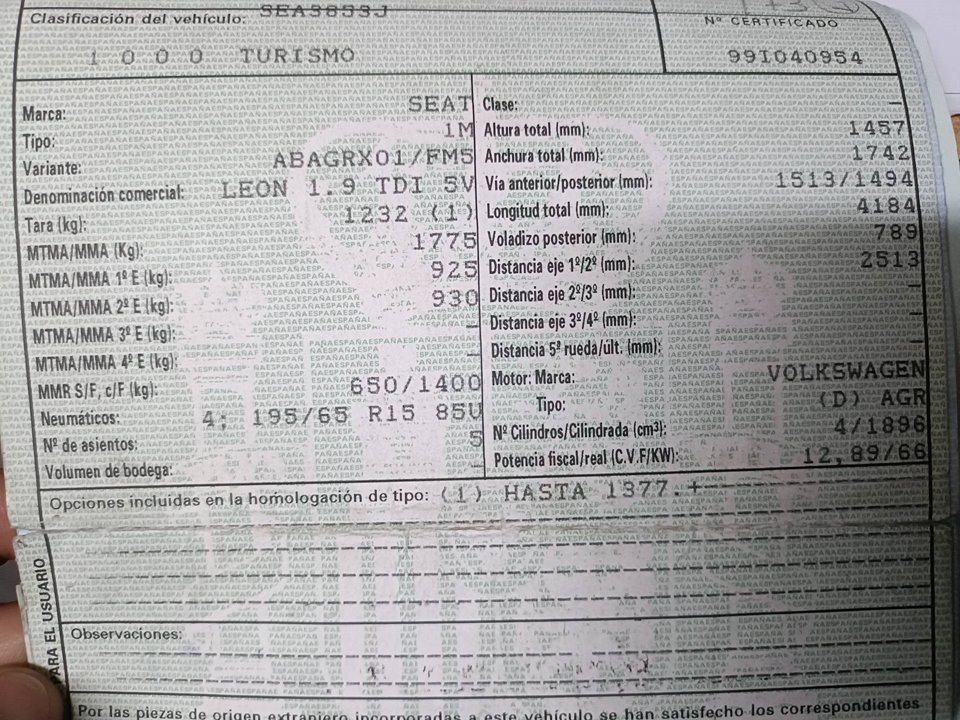 Clasificación del vehículo: SEA3853J
Nº CERTIFICADO
1 0 0 0 TURISMO
99I040954
Marca: SEAT
Tipo: 1M
Variante: ABAGRX01/FM5
Denominación comercial: LEON 1.9 TDI 5V
Tara (kg): 1232 (1)
MTMA/MMA (Kg): 1775
MTMA/MMA 1º E (kg): 925
MTMA/MMA 2º E (kg): 930
MTMA/MMA 3º E (kg): -
MTMA/MMA 4º E (kg): -
MMR S/F, c/F (kg): 650/1400
Neumáticos: 4; 195/65 R15 85U
Nº de asientos: 5
Volumen de bodega: -
Clase: -
Altura total (mm): 1457
Anchura total (mm): 1742
Vía anterior/posterior (mm): 1513/1494
Longitud total (mm): 4184
Voladizo posterior (mm): 789
Distancia eje 1º/2º (mm): 2513
Distancia eje 2º/3º (mm): -
Distancia eje 3º/4º (mm): -
Distancia 5ª rueda/últ. (mm): -
Motor: Marca: VOLKSWAGEN
Tipo: (D) AGR
Nº Cilindros/Cilindrada (cm³): 4/1896
Potencia fiscal/real (C.V.F/KW): 12,89/66
Opciones incluidas en la homologación de tipo: (1) HASTA 1377.+
ARA EL USUARIO
Observaciones:
Por las piezas de origen extranjero incorporadas a este vehículo se han satisfecho los correspondientes